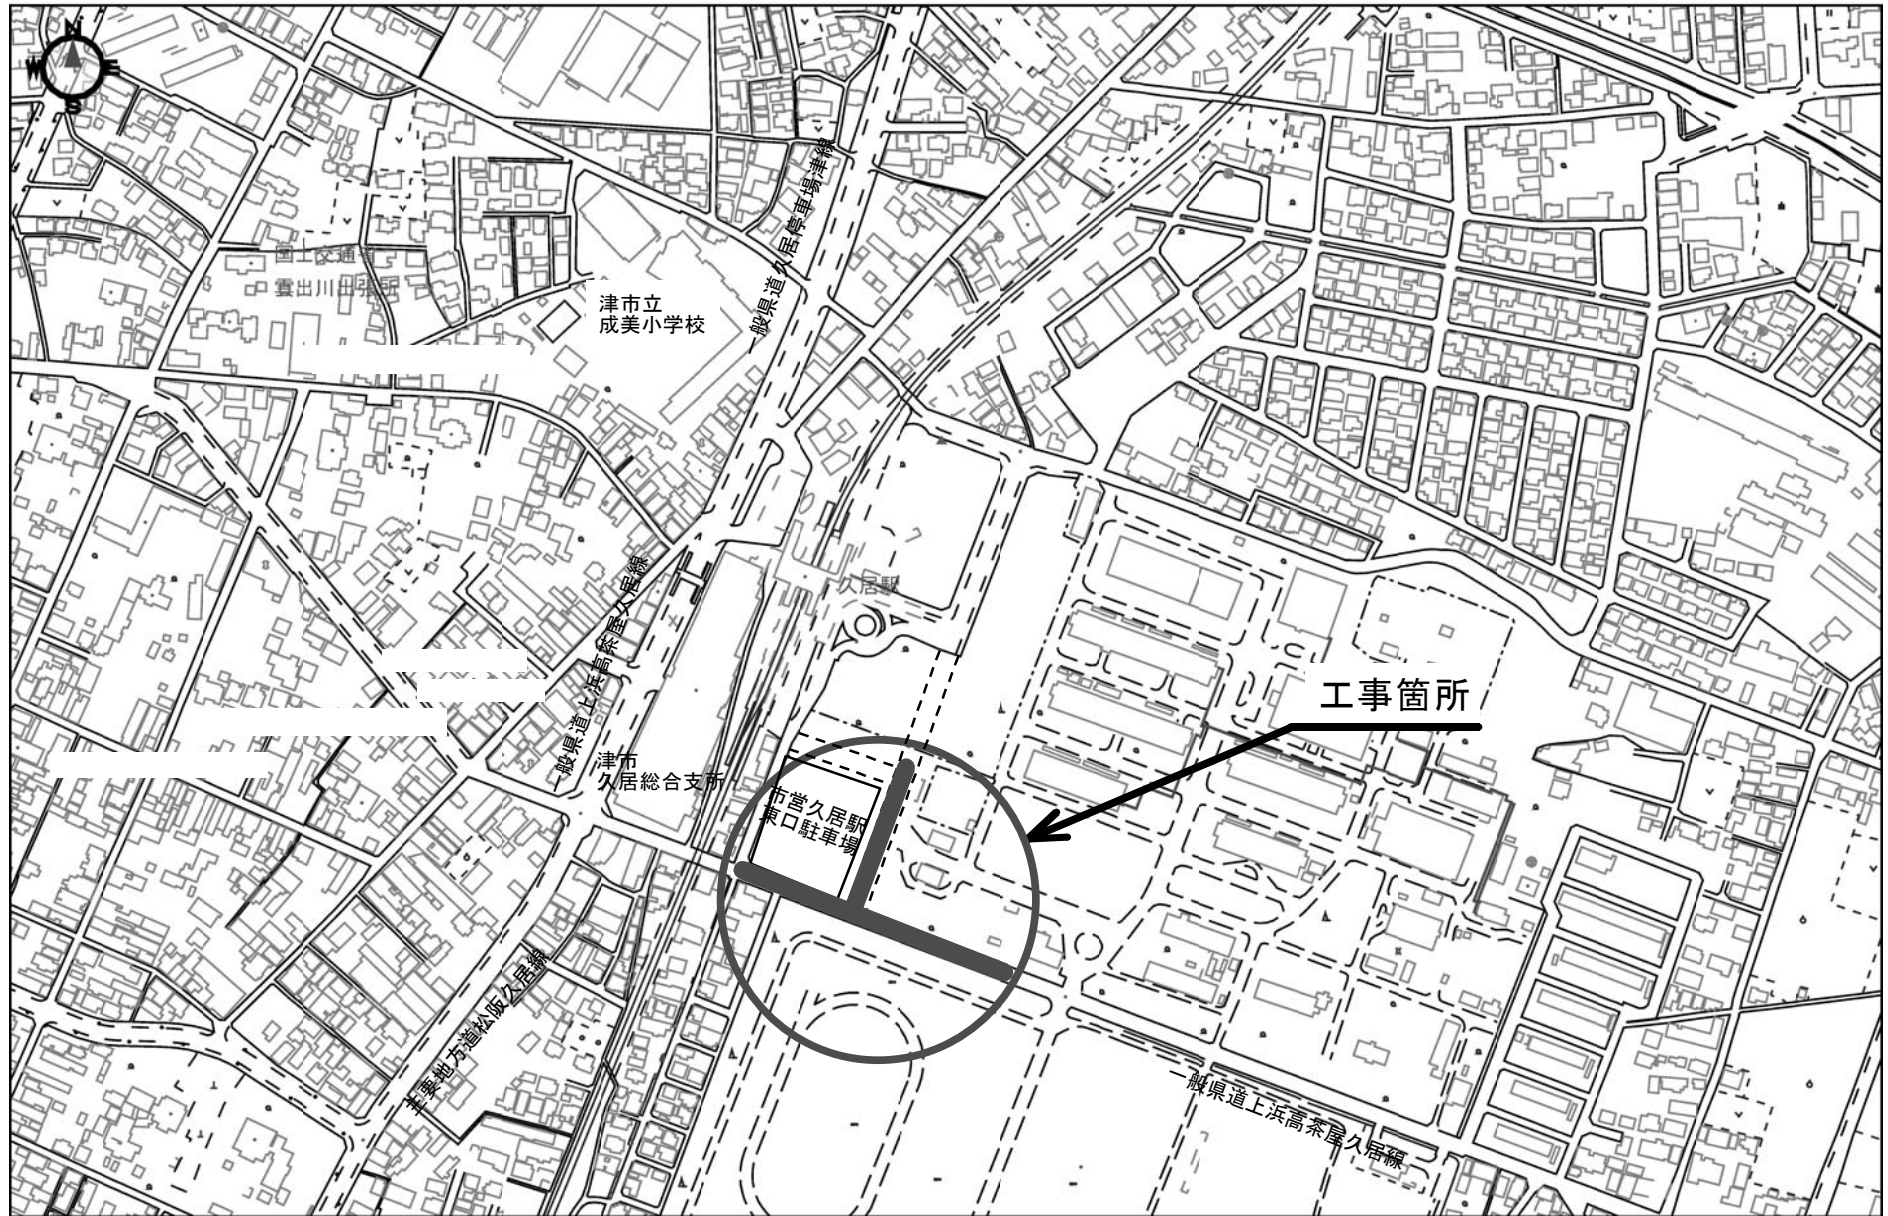 N
W E
S
一般県道久居停車場津線
国土交通省
雲出川出張所
津市立
成美小学校
久居駅
一般県道上浜高茶屋久居線
工事箇所
津市
久居総合支所
市営久居駅
東口駐車場
主要地方道松阪久居線
一般県道上浜高茶屋久居線